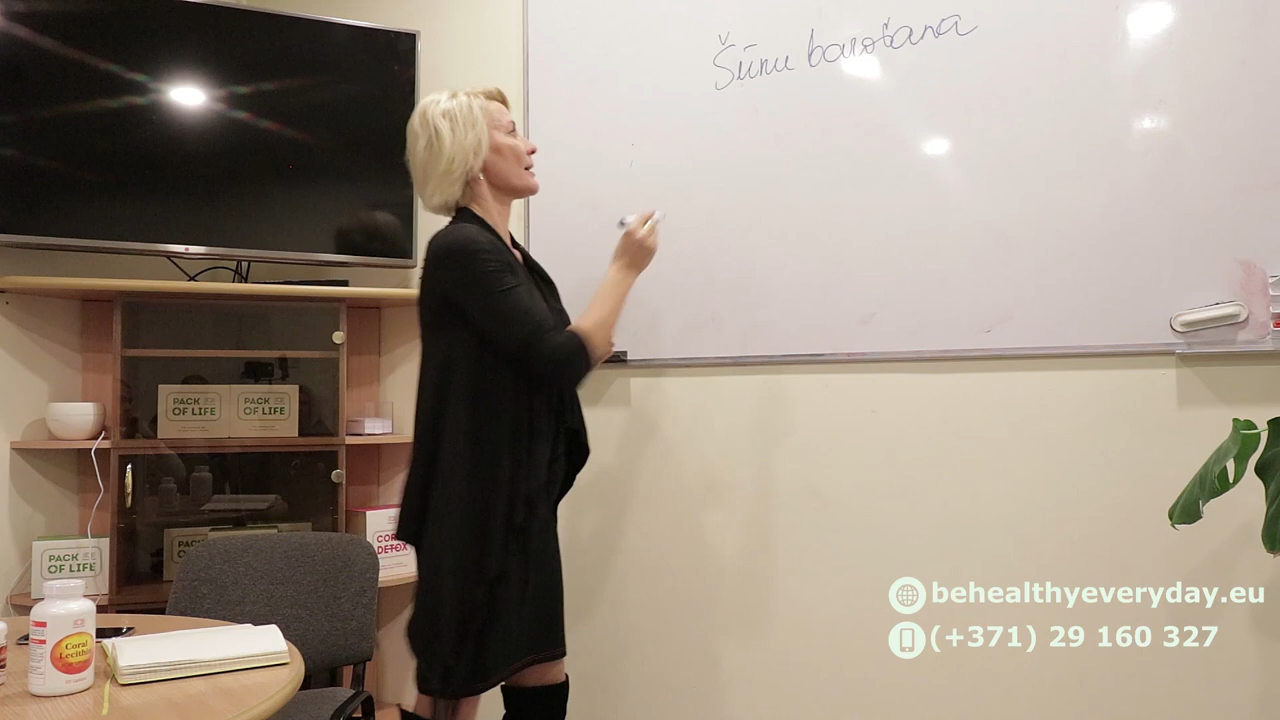 Šūnu barošana
PACK
OF LIFE
PACK
OF LIFE
PACK
OF LIFE
DETOX
Coral
behealthyeveryday.eu
(+371) 29 160 327